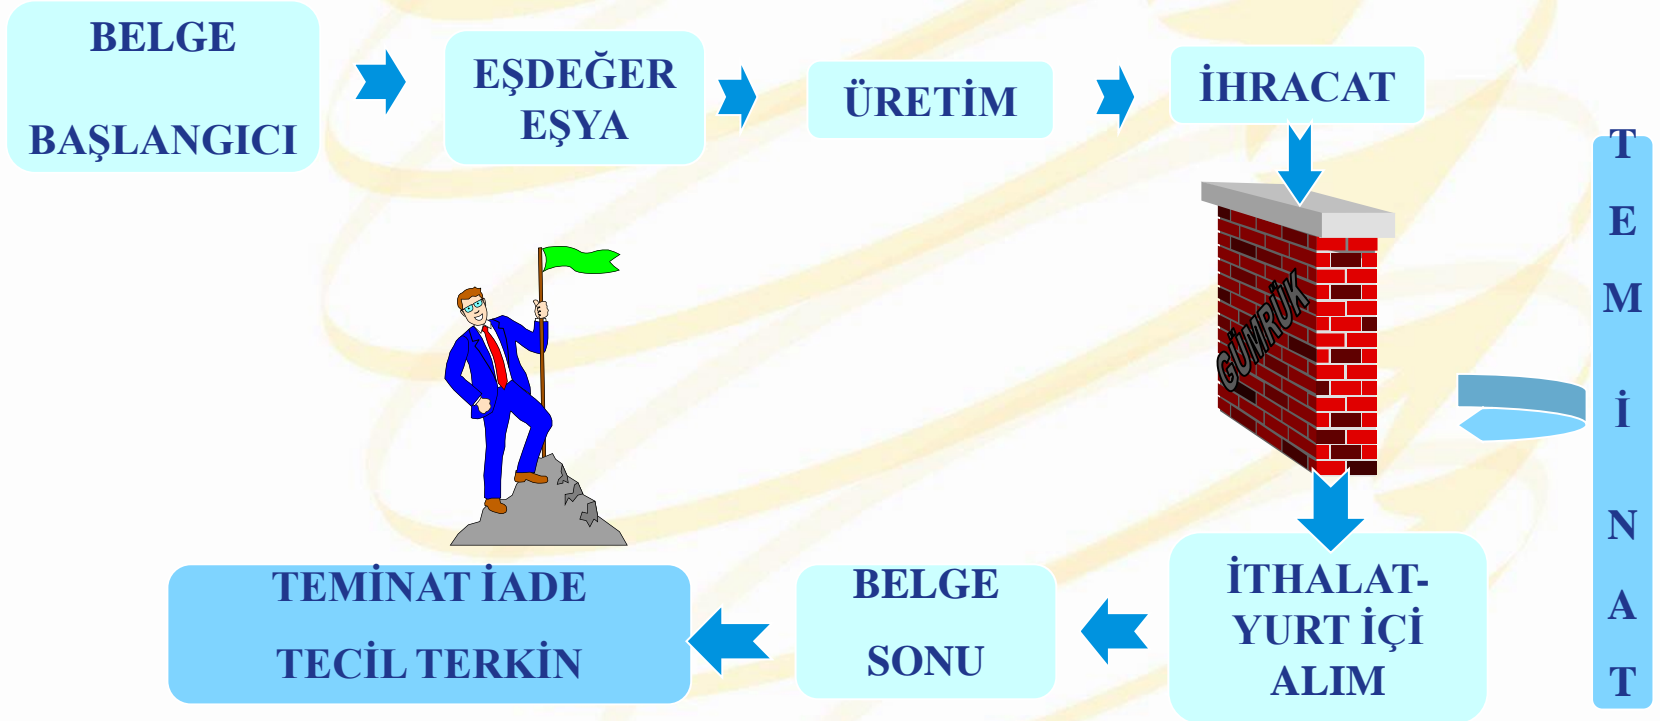 BELGE
BAŞLANGICI
EŞDEĞER
EŞYA
ÜRETİM
İHRACAT
GÜMRÜK
T
E
M
İ
N
A
T
İTHALAT-
YURT İÇİ
ALIM
BELGE
SONU
TEMİNAT İADE
TECİL TERKİN